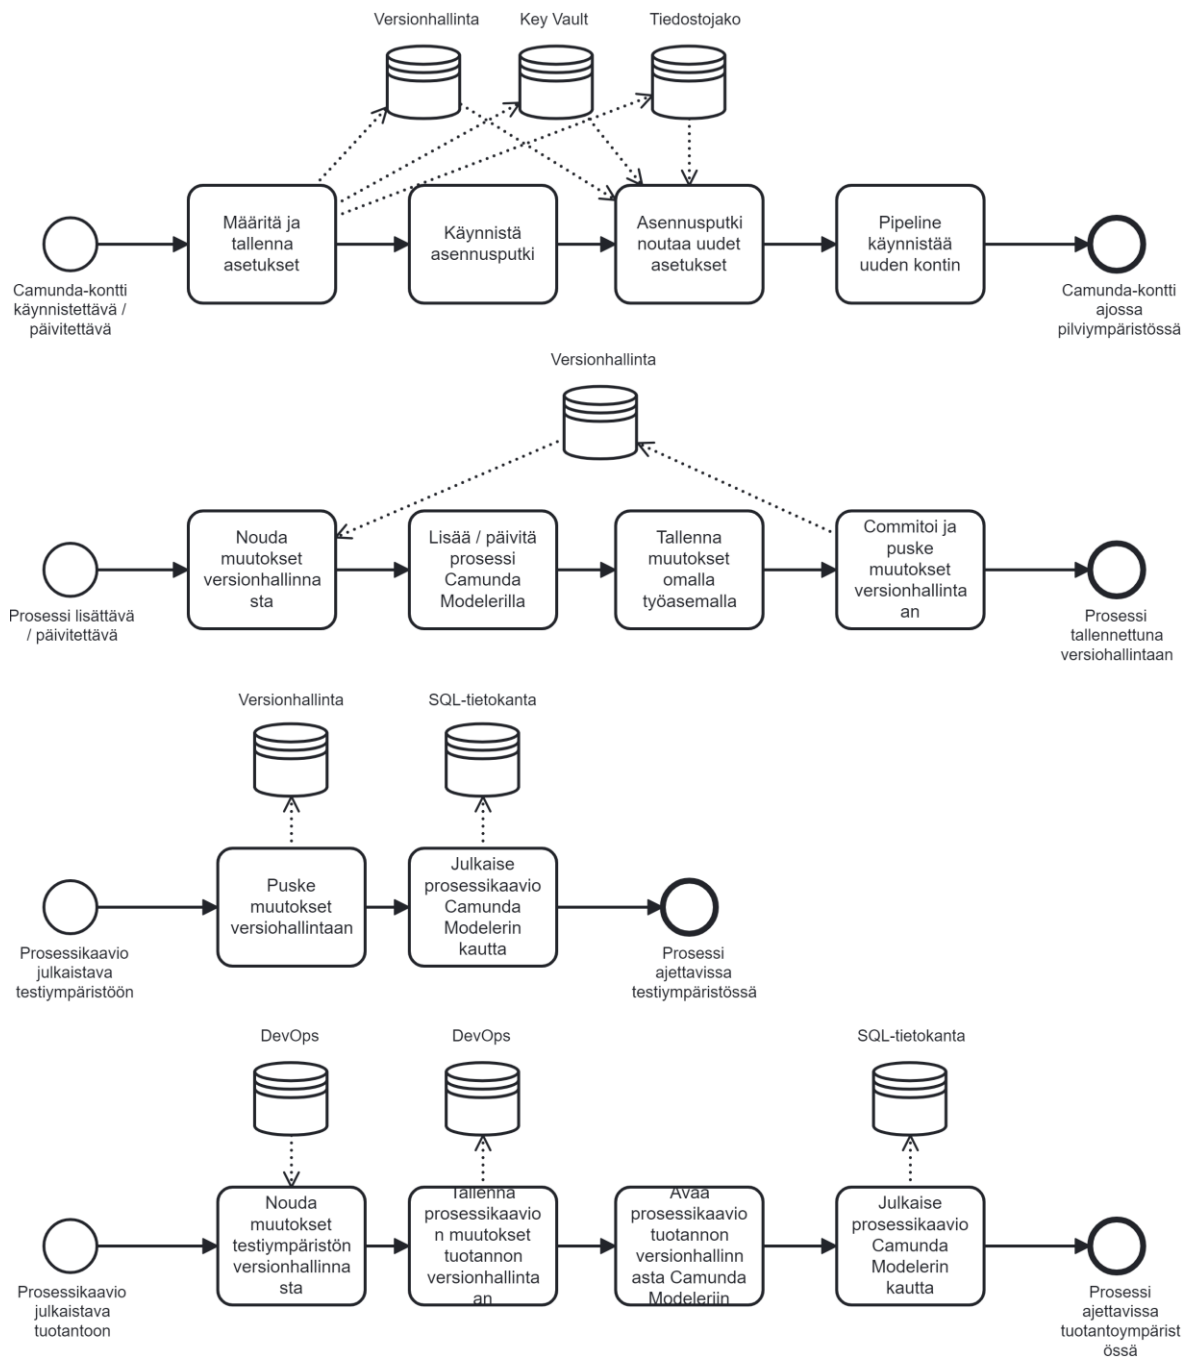 Versionhallinta
Key Vault
Tiedostojako
Määritä ja
tallenna
asetukset
Käynnistä
asennusputki
Asennusputki
noutaa uudet
asetukset
Pipeline
käynnistää
uuden kontin
Camunda-kontti
käynnistettävä /
päivitettävä
Camunda-kontti
ajossa
pilviympäristössä
Versionhallinta
Nouda
muutokset
versionhallinna
sta
Lisää / päivitä
prosessi
Camunda
Modelerilla
Tallenna
muutokset
omalla
työasemalla
Commitoi ja
puske
muutokset
versionhallinta
an
Prosessi lisättävä
/ päivitettävä
Prosessi
tallennettuna
versiohallintaan
Versionhallinta
SQL-tietokanta
Puske
muutokset
versiohallintaan
Julkaise
prosessikaavio
Camunda
Modelerin
kautta
Prosessikaavio
julkaistava
testiympäristöön
Prosessi
ajettavissa
testiympäristössä
DevOps
DevOps
SQL-tietokanta
Nouda
muutokset
testiympäristön
versionhallinna
sta
Tallenna
prosessikaavio
n muutokset
tuotannon
versionhallinta
an
Avaa
prosessikaavio
tuotannon
versionhallinn
asta Camunda
Modeleriin
Julkaise
prosessikaavio
Camunda
Modelerin
kautta
Prosessikaavio
julkaistava
tuotantoon
Prosessi
ajettavissa
tuotantoympärist
össä